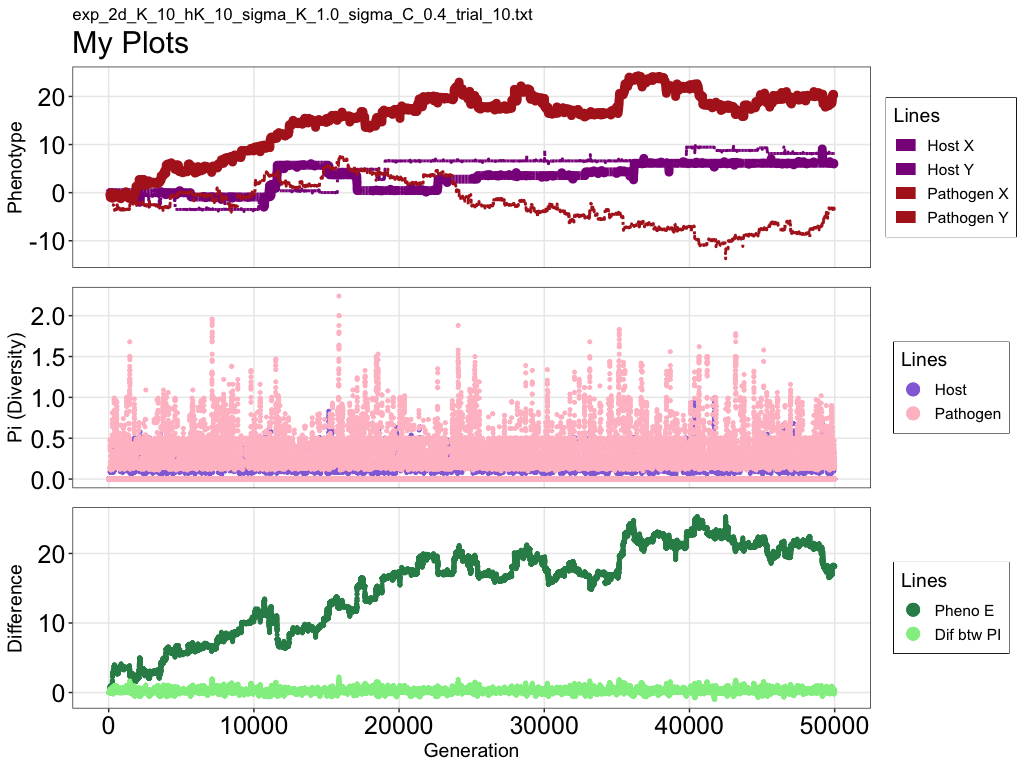 exp_2d_K_10_hK_10_sigma_K_1.0_sigma_C_0.4_trial_10.txt
My Plots
Phenotype
20
10
0
-10
Lines
Host X
Host Y
Pathogen X
Pathogen Y
Pi (Diversity)
2.0
1.5
1.0
0.5
0.0
Lines
Host
Pathogen
Difference
20
10
0
Lines
Pheno E
Dif btw PI
0 10000 20000 30000 40000 50000
Generation